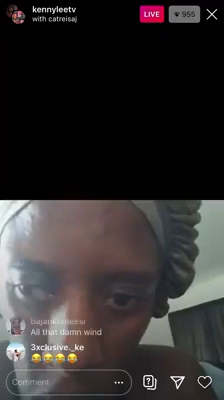 kennyleetv
with catreisaj
LIVE
955
All that damn wind
3xclusive._ke
😂😂😂😂
Comment